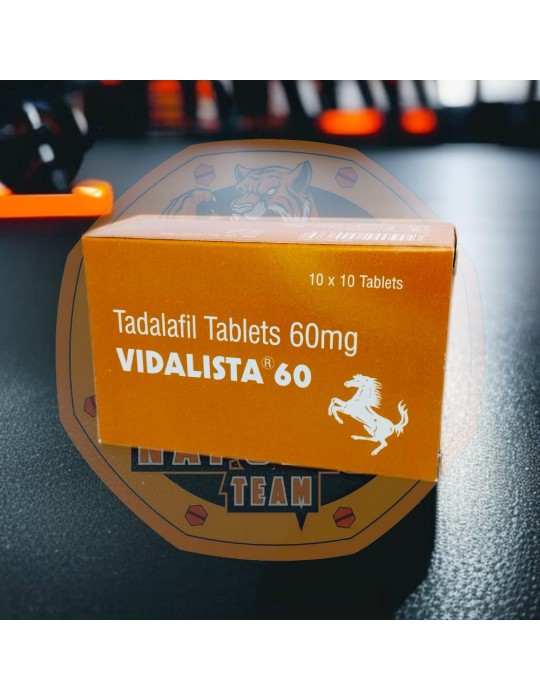 10 x 10 Tablets
Tadalafil Tablets 60mg
VIDALISTA® 60
TEAM